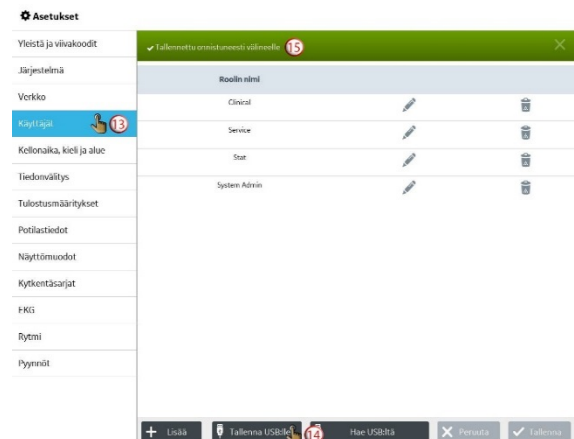 Asetukset
Yleistä ja viivakoodit
Järjestelmä
Verkko
Käyttäjät 13
Kellonaika, kieli ja alue
Tiedonvälitys
Tulostusmääritykset
Potilastiedot
Näyttömuodot
Kytkentäsarjat
EKG
Rytmi
Pyynnöt
Tallennettu onnistuneesti välineelle 15
Roolin nimi
Clinical
Service
Stat
System Admin
Lisää Tallenna USB:lle 14 Hae USB:ltä Peruuta Tallenna